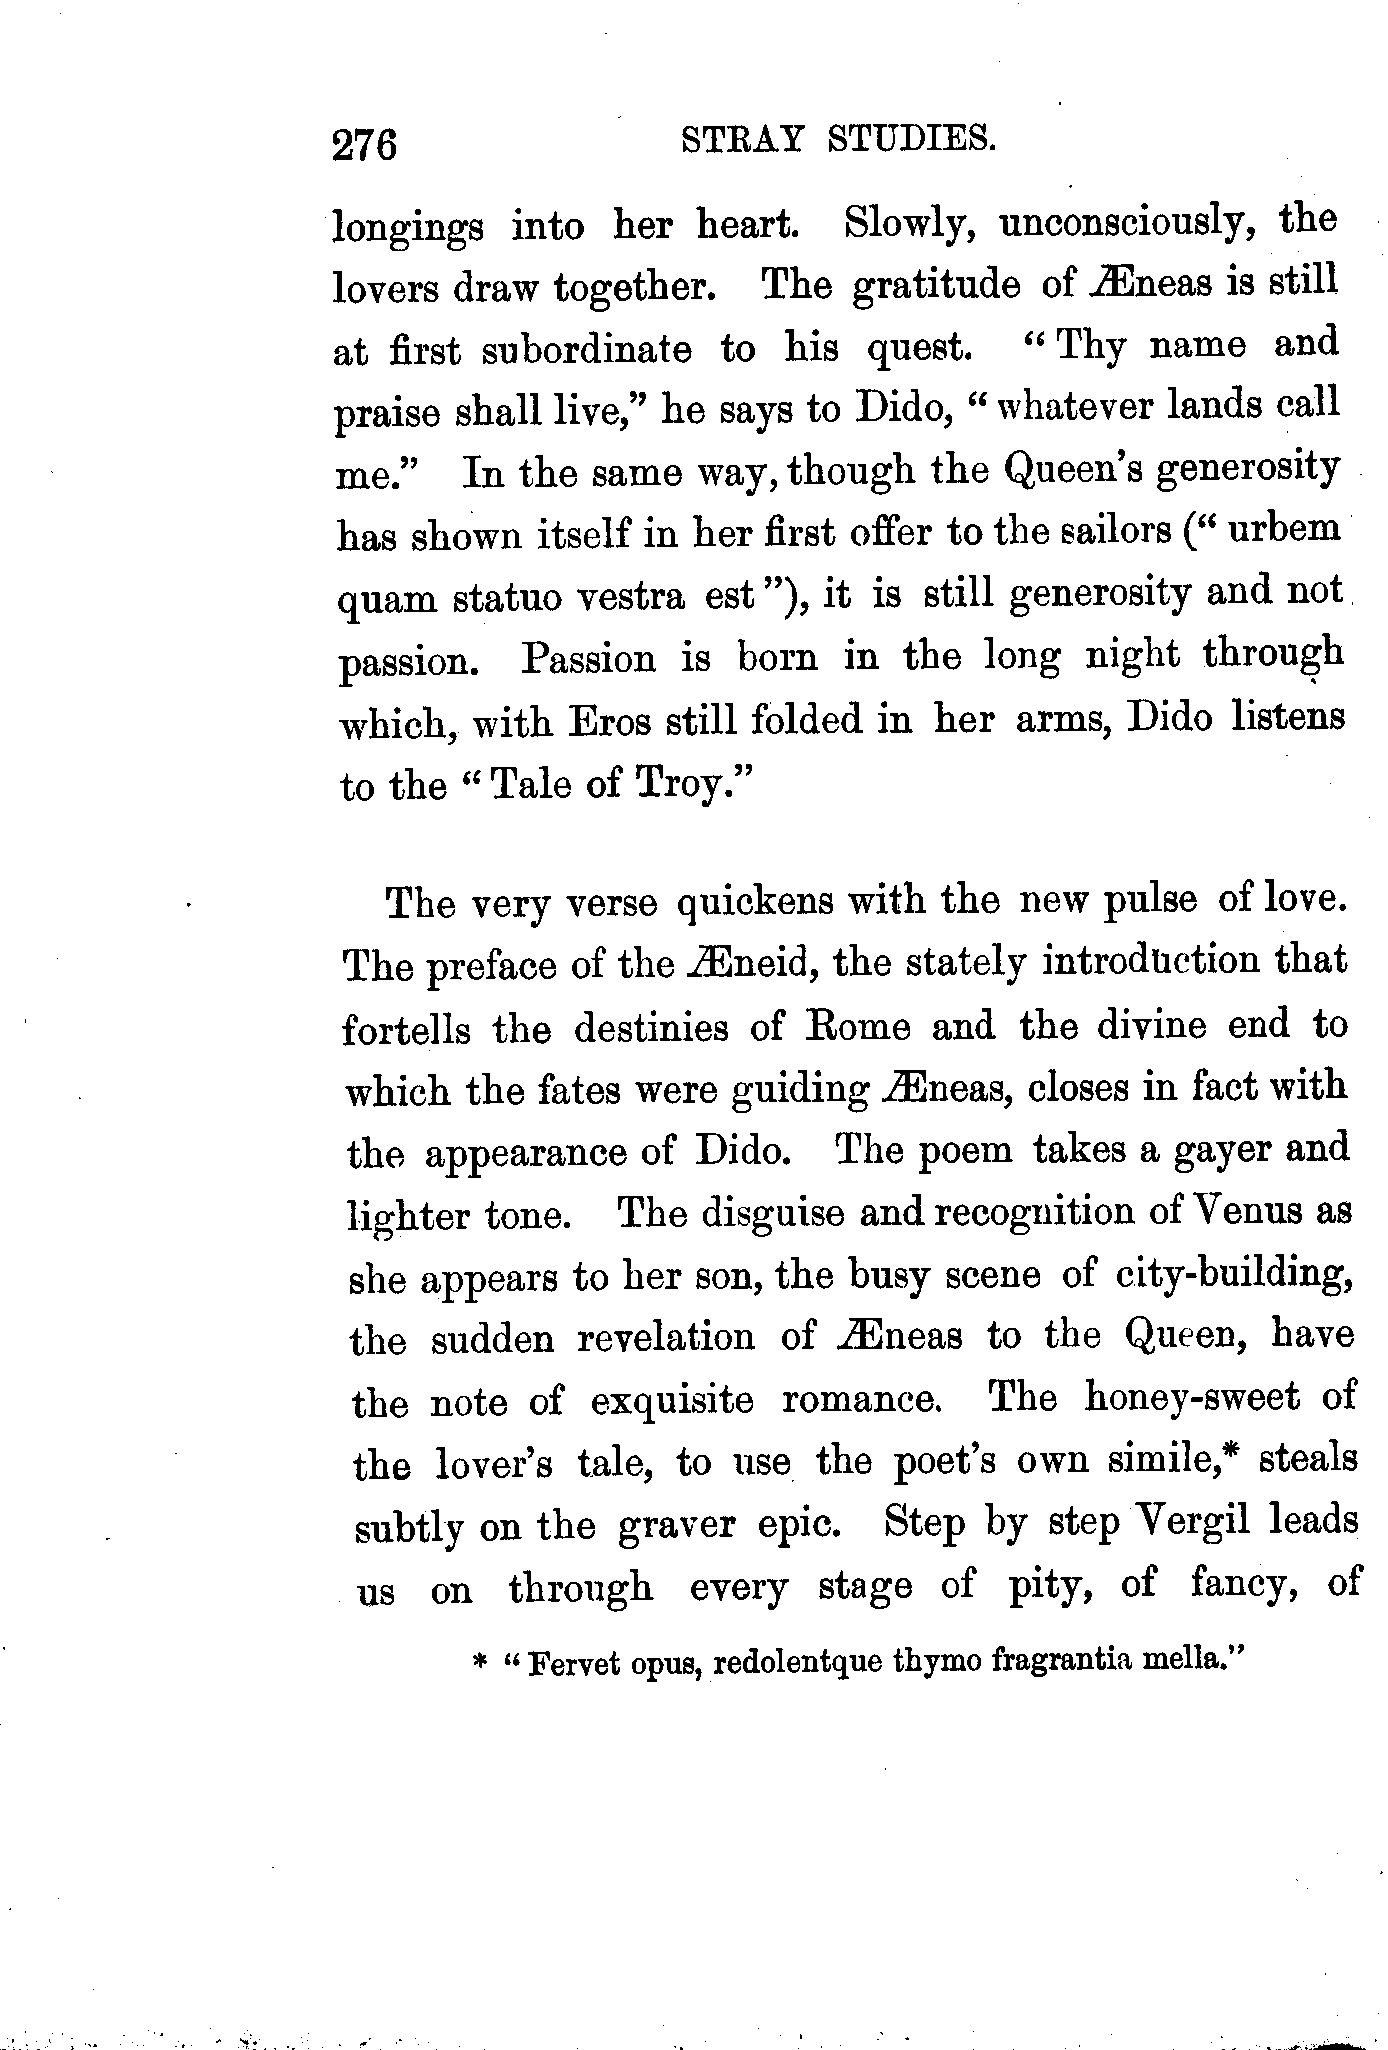 276 STRAY STUDIES.
longings into her heart. Slowly, unconsciously, the
lovers draw together. The gratitude of Æneas is still
at first subordinate to his quest. “Thy name and
praise shall live,” he says to Dido, “whatever lands call
me.” In the same way, though the Queen’s generosity
has shown itself in her first offer to the sailors (“urbem
quam statuo vestra est”), it is still generosity and not
passion. Passion is born in the long night through
which, with Eros still folded in her arms, Dido listens
to the “Tale of Troy.”
The very verse quickens with the new pulse of love.
The preface of the Æneid, the stately introduction that
fortells the destinies of Rome and the divine end to
which the fates were guiding Æneas, closes in fact with
the appearance of Dido. The poem takes a gayer and
lighter tone. The disguise and recognition of Venus as
she appears to her son, the busy scene of city-building,
the sudden revelation of Æneas to the Queen, have
the note of exquisite romance. The honey-sweet of
the lover’s tale, to use the poet’s own simile,* steals
subtly on the graver epic. Step by step Vergil leads
us on through every stage of pity, of fancy, of
* “Fervet opus, redolentque thymo fragrantia mella.”